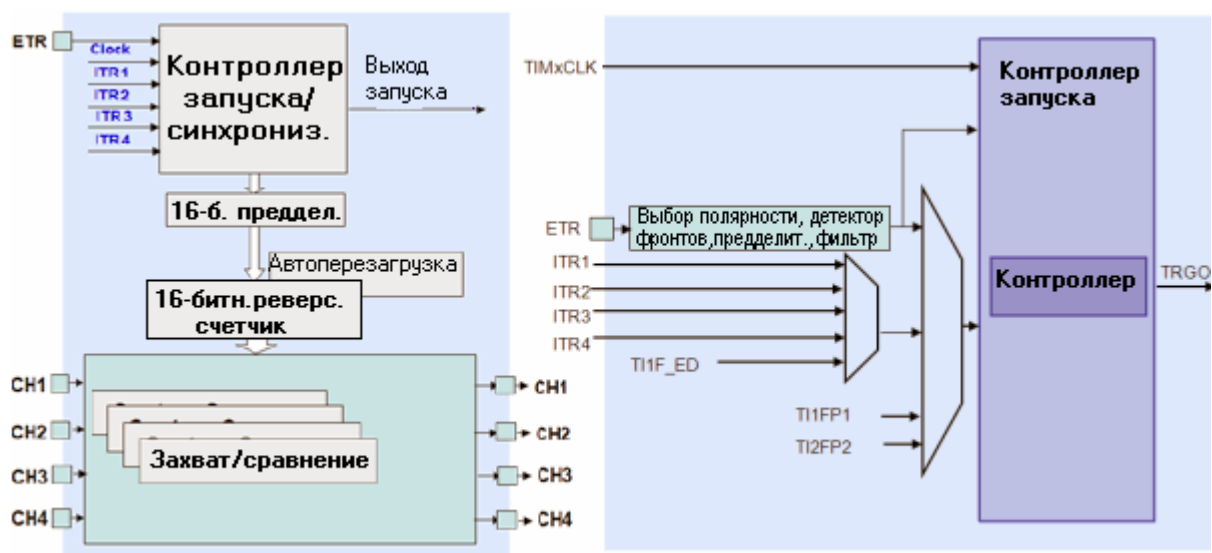 ETR
Clock
ITR1
ITR2
ITR3
ITR4
Контроллер
запуска/
синхрониз.
Выход
запуска
16-б. преддел.
Автоперезагрузка
16-битн.реверс.
счетчик
CH1
CH2
CH3
CH4
Захват/сравнение
CH1
CH2
CH3
CH4
TIMxCLK
Контроллер
запуска
ETR
Выбор полярности, детектор
фронтов,предделит.,фильтр
ITR1
ITR2
ITR3
ITR4
TI1F_ED
TI1FP1
TI2FP2
Контроллер
TRGO